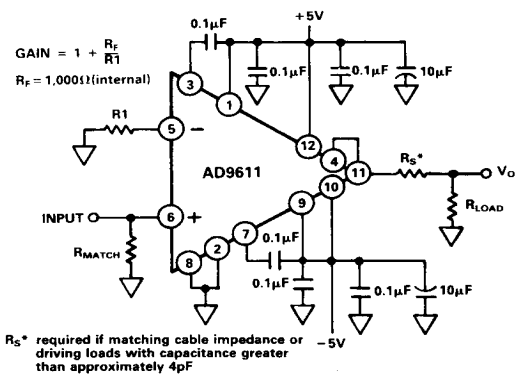 +5V
0.1µF
GAIN = 1 + RF/R1
RF = 1,000Ω (internal)
0.1µF
0.1µF
10µF
3
1
R1
5
−
12
4
11
RS*
VO
AD9611
10
9
INPUT
6
+
RLOAD
RMATCH
7
2
8
0.1µF
0.1µF
0.1µF
10µF
−5V
RS* required if matching cable impedance or
driving loads with capacitance greater
than approximately 4pF